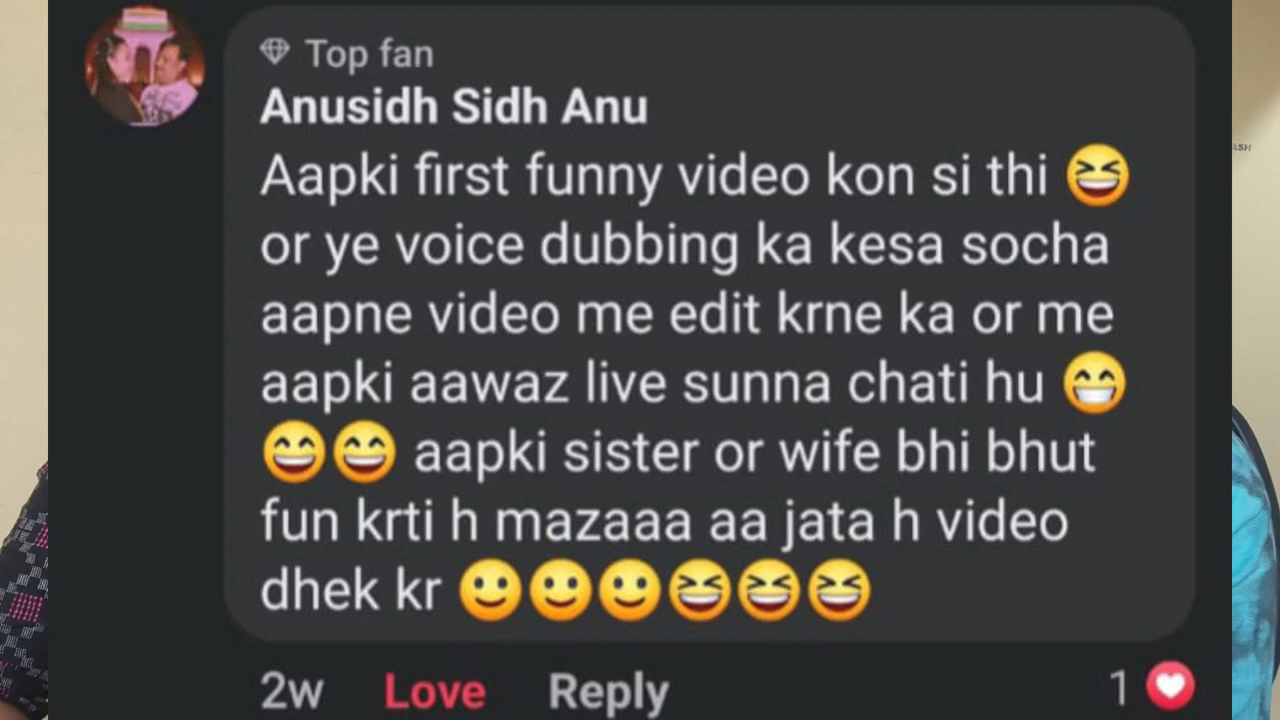 Top fan
Anusidh Sidh Anu
Aapki first funny video kon si thi 😆
or ye voice dubbing ka kesa socha
aapne video me edit krne ka or me
aapki aawaz live sunna chati hu 😁
😄😄 aapki sister or wife bhi bhut
fun krti h mazaaa aa jata h video
dhek kr 🙂🙂🙂😆😆😆
2w Love Reply 1